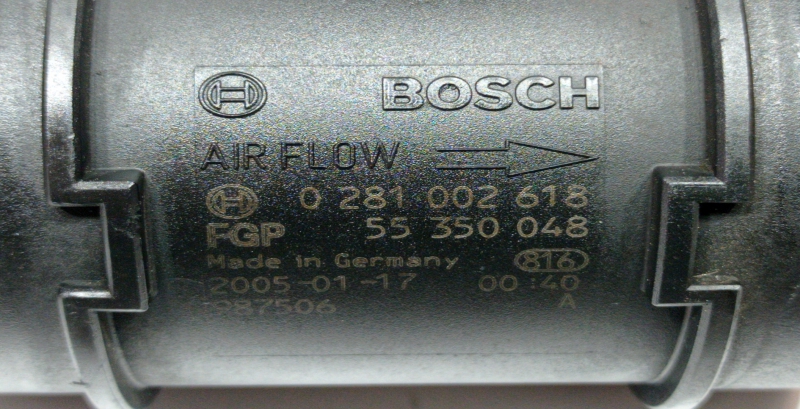 BOSCH
AIR FLOW
0 281 002 618
FGP 55 350 048
Made in Germany 816
2005-01-17 00:40
987506 A